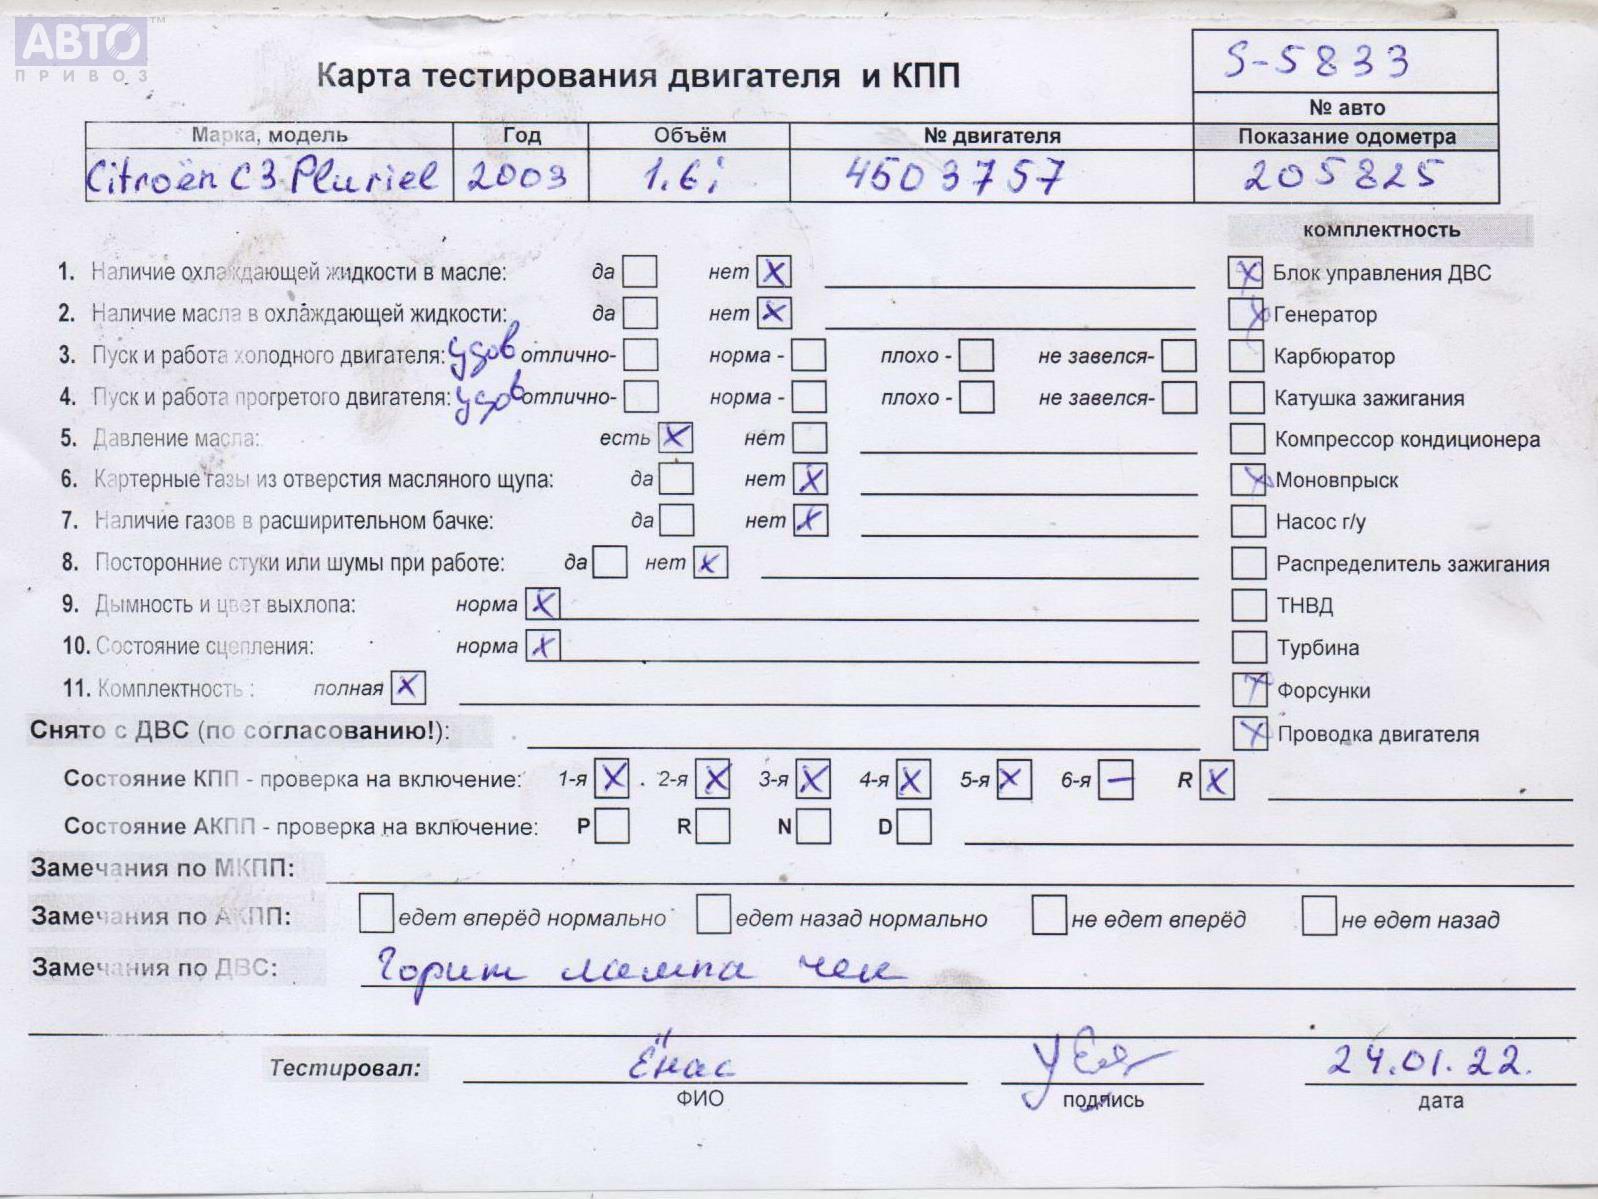 АВТО ™
ПРИВОЗ
Карта тестирования двигателя и КПП
S-5833
№ авто
Марка, модель Год Объём № двигателя Показание одометра
Citroën C3 Pluriel 2003 1.6i 4503757 205825
комплектность
1. Наличие охлаждающей жидкости в масле: да нет X X Блок управления ДВС
2. Наличие масла в охлаждающей жидкости: да нет X X Генератор
3. Пуск и работа холодного двигателя: удов отлично- норма - плохо - не завелся- Карбюратор
4. Пуск и работа прогретого двигателя: удов отлично- норма - плохо - не завелся- Катушка зажигания
5. Давление масла: есть X нет Компрессор кондиционера
6. Картерные газы из отверстия масляного щупа: да нет X X Моновпрыск
7. Наличие газов в расширительном бачке: да нет X Насос г/у
8. Посторонние стуки или шумы при работе: да нет X Распределитель зажигания
9. Дымность и цвет выхлопа: норма X ТНВД
10. Состояние сцепления: норма X Турбина
11. Комплектность : полная X X Форсунки
Снято с ДВС (по согласованию!): X Проводка двигателя
Состояние КПП - проверка на включение: 1-я X . 2-я X 3-я X 4-я X 5-я X 6-я — R X
Состояние АКПП - проверка на включение: P R N D
Замечания по МКПП:
Замечания по АКПП: едет вперёд нормально едет назад нормально не едет вперёд не едет назад
Замечания по ДВС: Горит лампа чек
Тестировал: Ёнас 24.01.22.
ФИО подпись дата